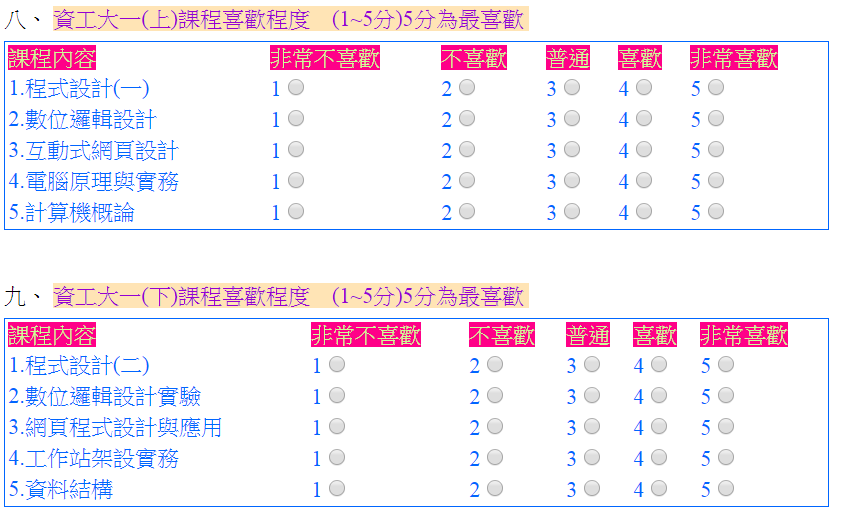 八、 資工大一(上)課程喜歡程度 (1~5分)5分為最喜歡
課程內容 非常不喜歡 不喜歡 普通 喜歡 非常喜歡
1.程式設計(一) 1 2 3 4 5
2.數位邏輯設計 1 2 3 4 5
3.互動式網頁設計 1 2 3 4 5
4.電腦原理與實務 1 2 3 4 5
5.計算機概論 1 2 3 4 5
九、 資工大一(下)課程喜歡程度 (1~5分)5分為最喜歡
課程內容 非常不喜歡 不喜歡 普通 喜歡 非常喜歡
1.程式設計(二) 1 2 3 4 5
2.數位邏輯設計實驗 1 2 3 4 5
3.網頁程式設計與應用 1 2 3 4 5
4.工作站架設實務 1 2 3 4 5
5.資料結構 1 2 3 4 5